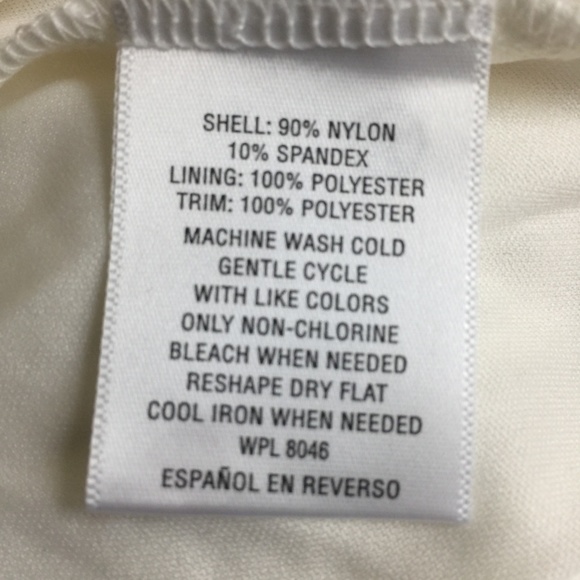 SHELL: 90% NYLON
10% SPANDEX
LINING: 100% POLYESTER
TRIM: 100% POLYESTER
MACHINE WASH COLD
GENTLE CYCLE
WITH LIKE COLORS
ONLY NON-CHLORINE
BLEACH WHEN NEEDED
RESHAPE DRY FLAT
COOL IRON WHEN NEEDED
WPL 8046
ESPAÑOL EN REVERSO